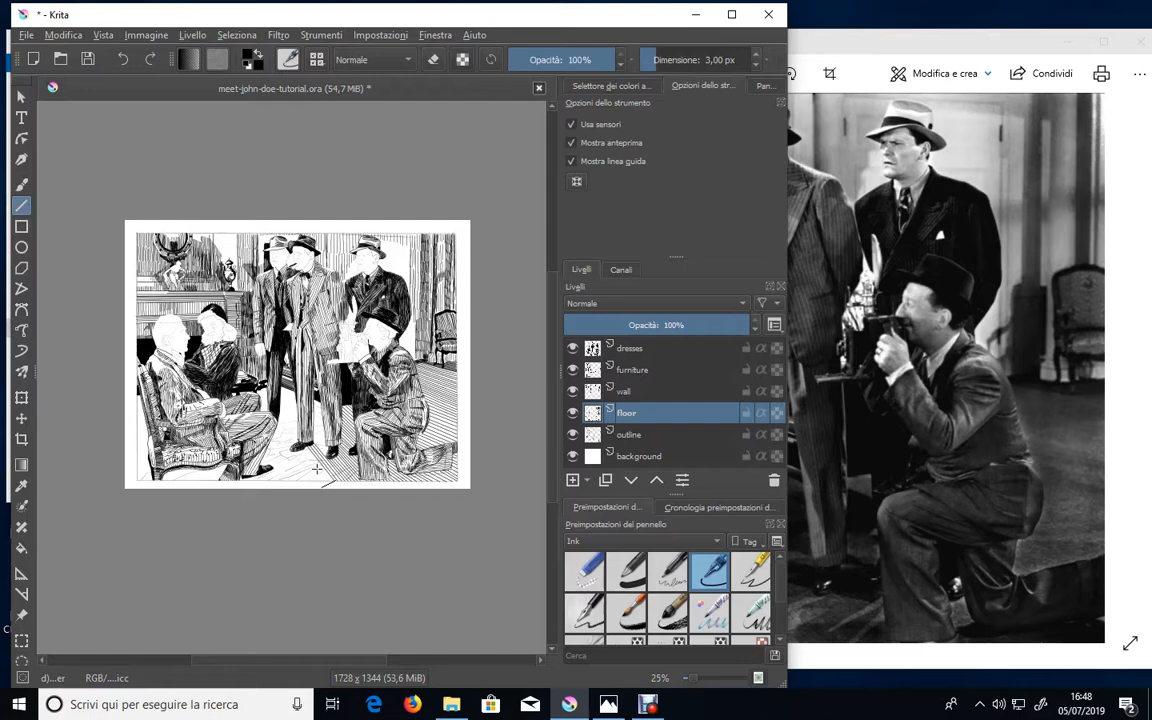 * - Krita
File Modifica Vista Immagine Livello Seleziona Filtro Strumenti Impostazioni Finestra Aiuto
Normale Opacità: 100% Dimensione: 3,00 px
Modifica e crea Condividi
meet-john-doe-tutorial.ora (54,7 MiB) *
Selettore dei colori a... Opzioni dello str... Pan...
Opzioni dello strumento
Usa sensori
Mostra anteprima
Mostra linea guida
Livelli Canali
Livelli
Normale
Opacità: 100%
dresses
furniture
wall
floor
outline
background
Preimpostazioni d... Cronologia preimpostazioni d...
Preimpostazioni del pennello
Ink Tag
Cerca
d)...er RGB/....icc 1728 x 1344 (53,6 MiB) 25%
Scrivi qui per eseguire la ricerca
16:48
05/07/2019
2